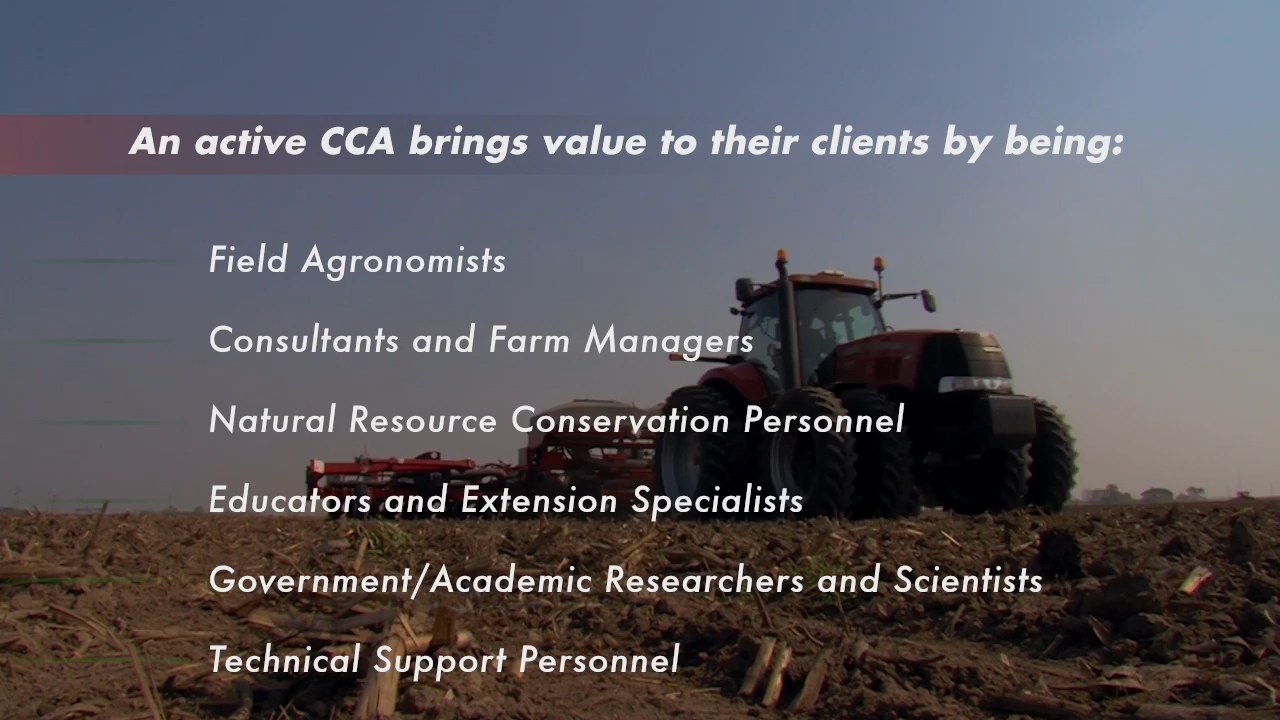 An active CCA brings value to their clients by being:
Field Agronomists
Consultants and Farm Managers
Natural Resource Conservation Personnel
Educators and Extension Specialists
Government/Academic Researchers and Scientists
Technical Support Personnel